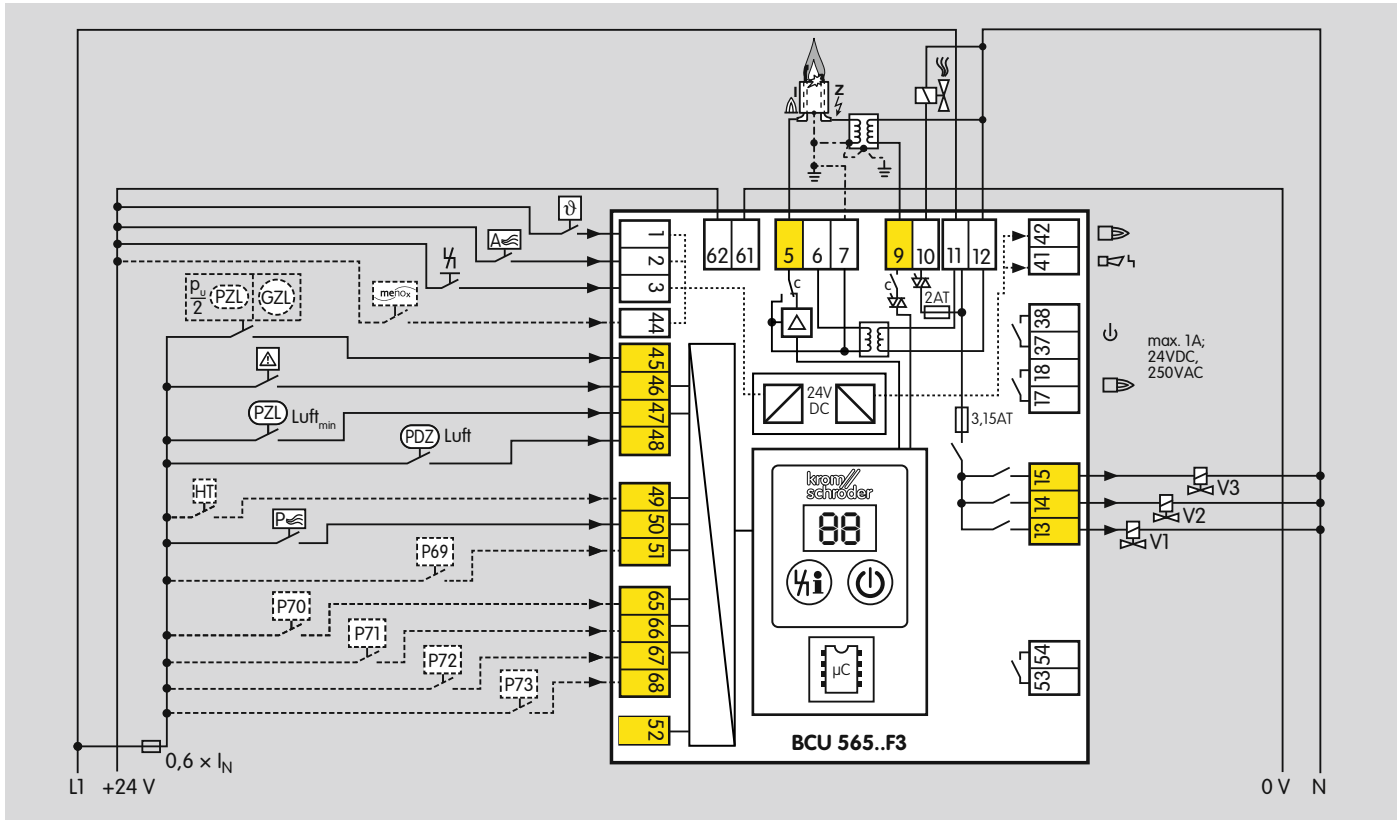 I
Z
ϑ
A
menox
pu/2
PZL
GZL
PZL Luftmin
PDZ Luft
HT
P
P69
P70
P71
P72
P73
0,6 × IN
L1
+24 V
0 V
N
1
2
3
44
45
46
47
48
49
50
51
65
66
67
68
52
62
61
5
6
7
9
10
11
12
c
c
2AT
24V
DC
3,15AT
krom//
schröder
88
i
µC
BCU 565..F3
42
41
38
37
18
17
max. 1A;
24VDC,
250VAC
15
14
13
V3
V2
V1
54
53